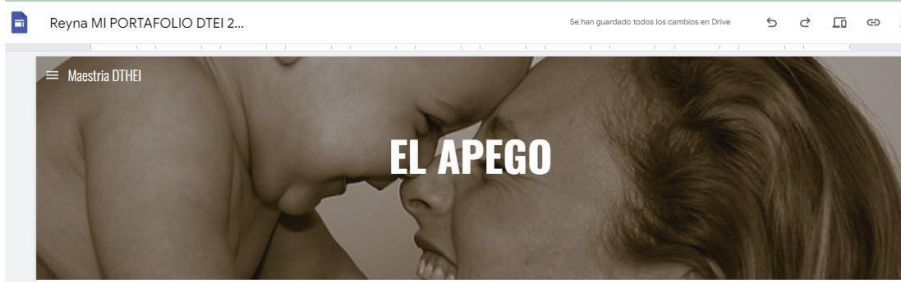 Reyna MI PORTAFOLIO DTEI 2...
Se han guardado todos los cambios en Drive
Maestria DTHEI
EL APEGO